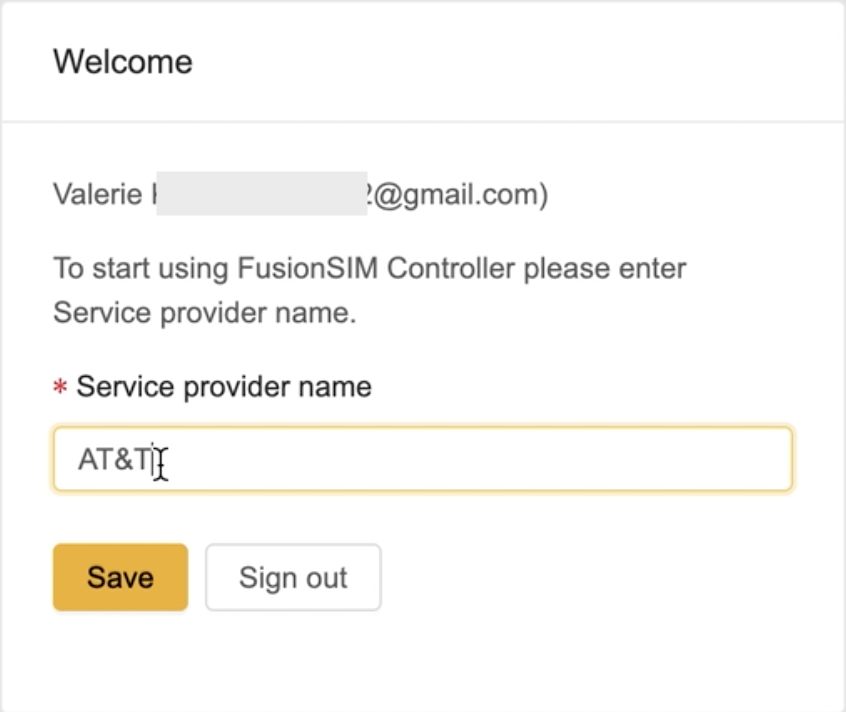 Welcome
Valerie 2@gmail.com)
To start using FusionSIM Controller please enter
Service provider name.
* Service provider name
AT&T
Save
Sign out